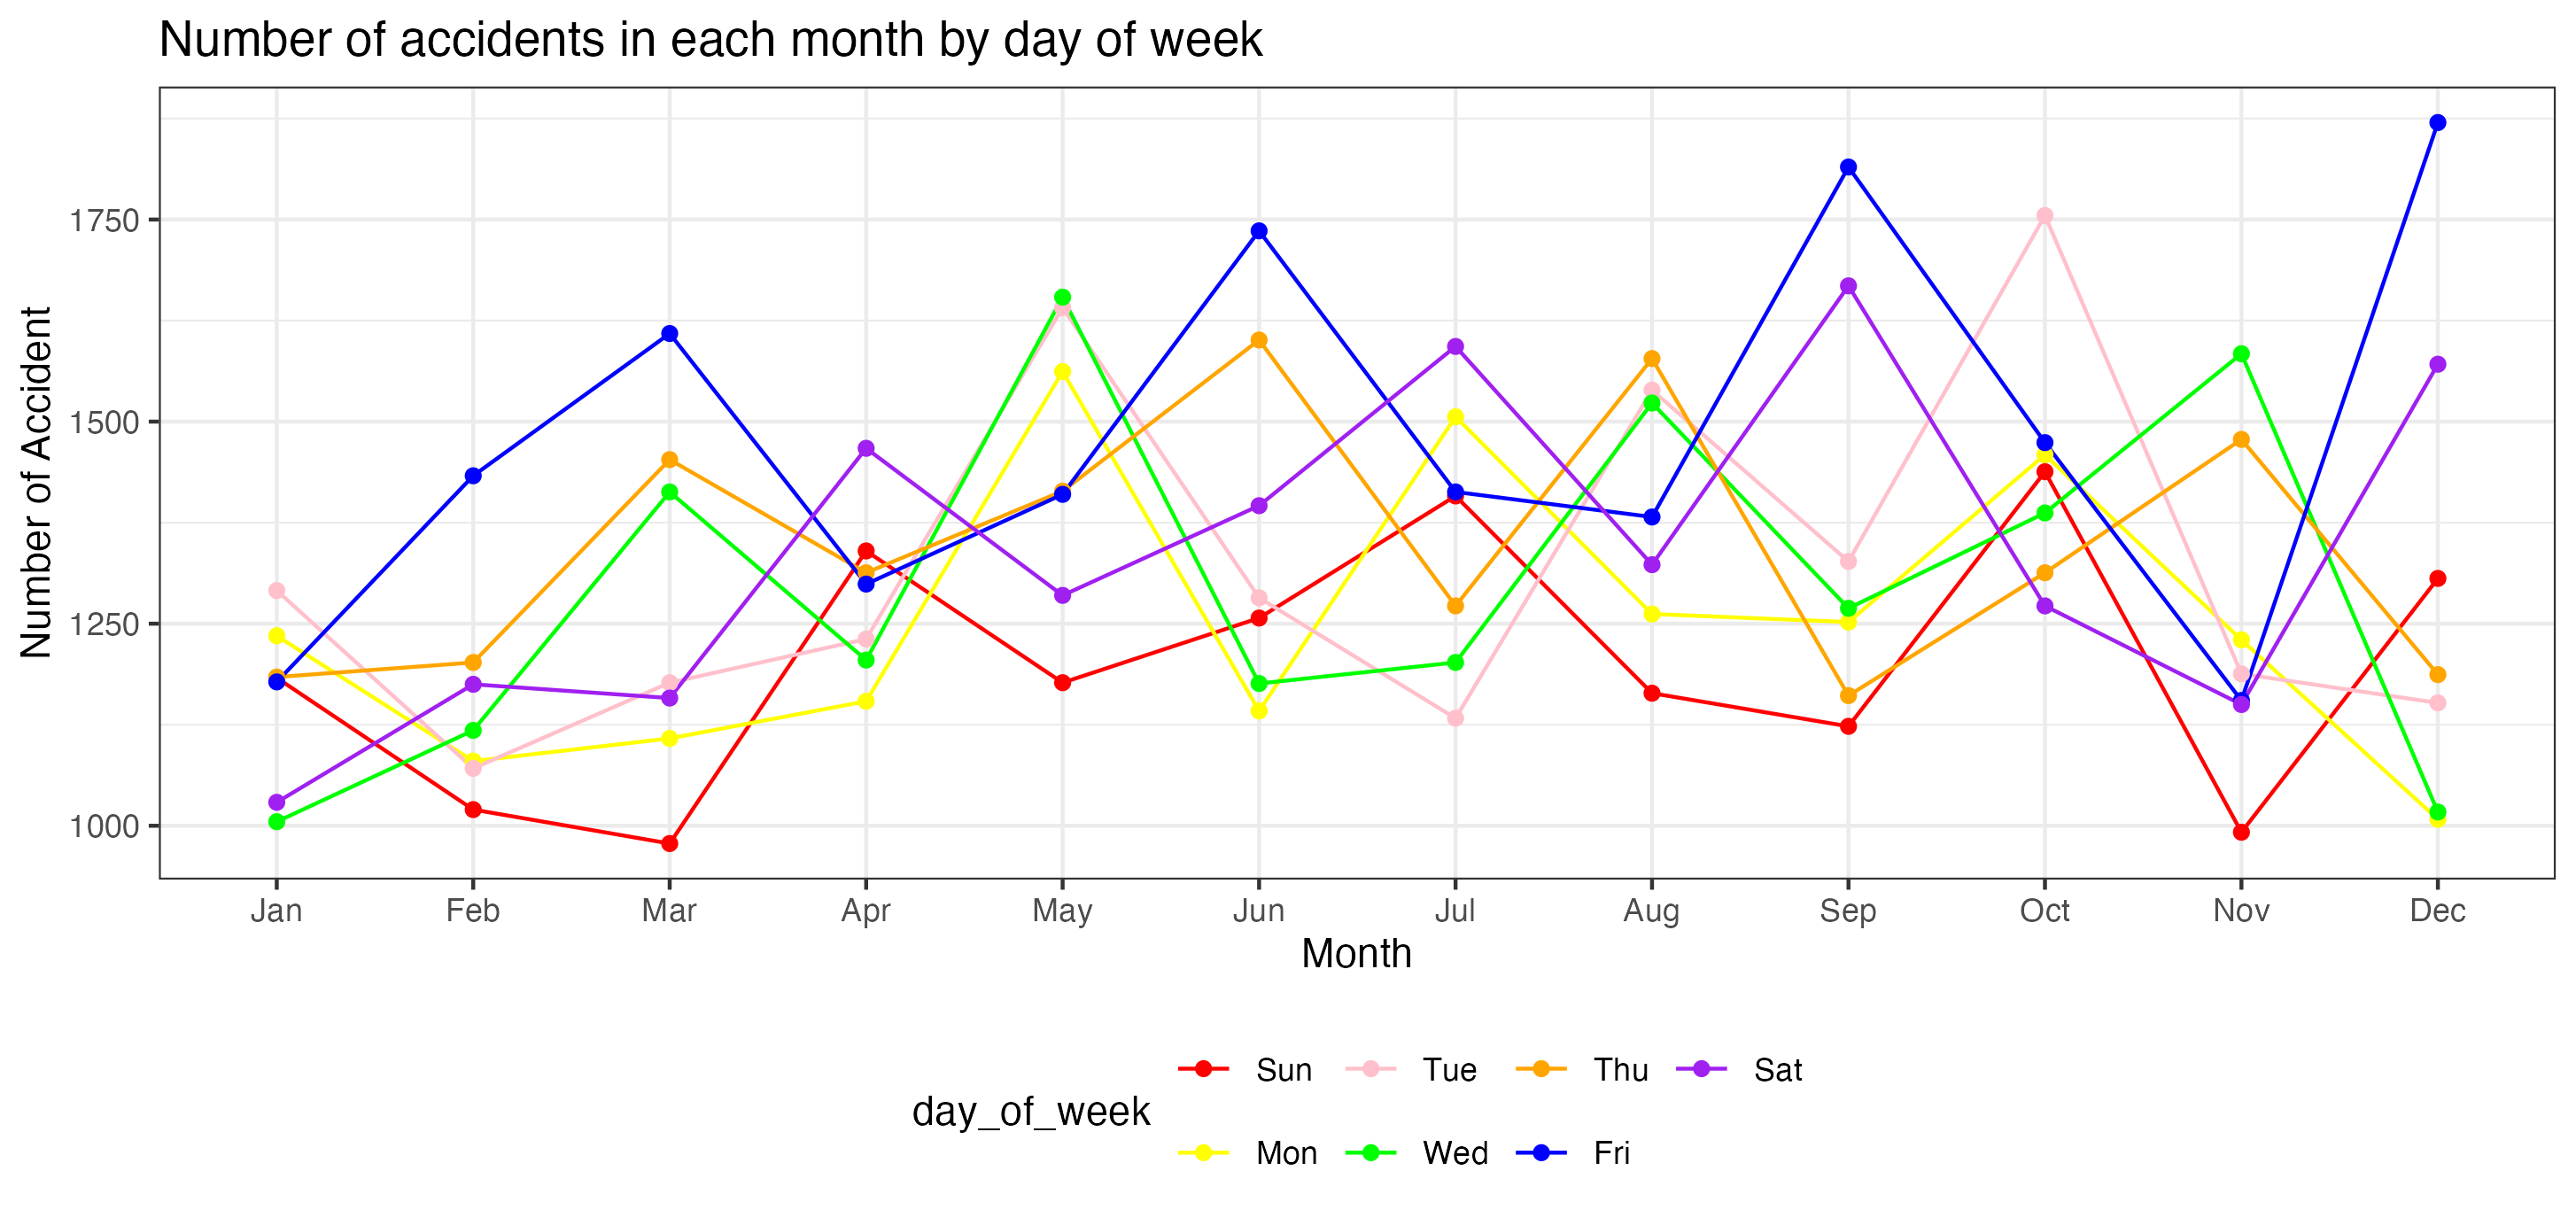 Number of accidents in each month by day of week
Number of Accident
1750
1500
1250
1000
Jan Feb Mar Apr May Jun Jul Aug Sep Oct Nov Dec
Month
day_of_week
Sun Tue Thu Sat
Mon Wed Fri